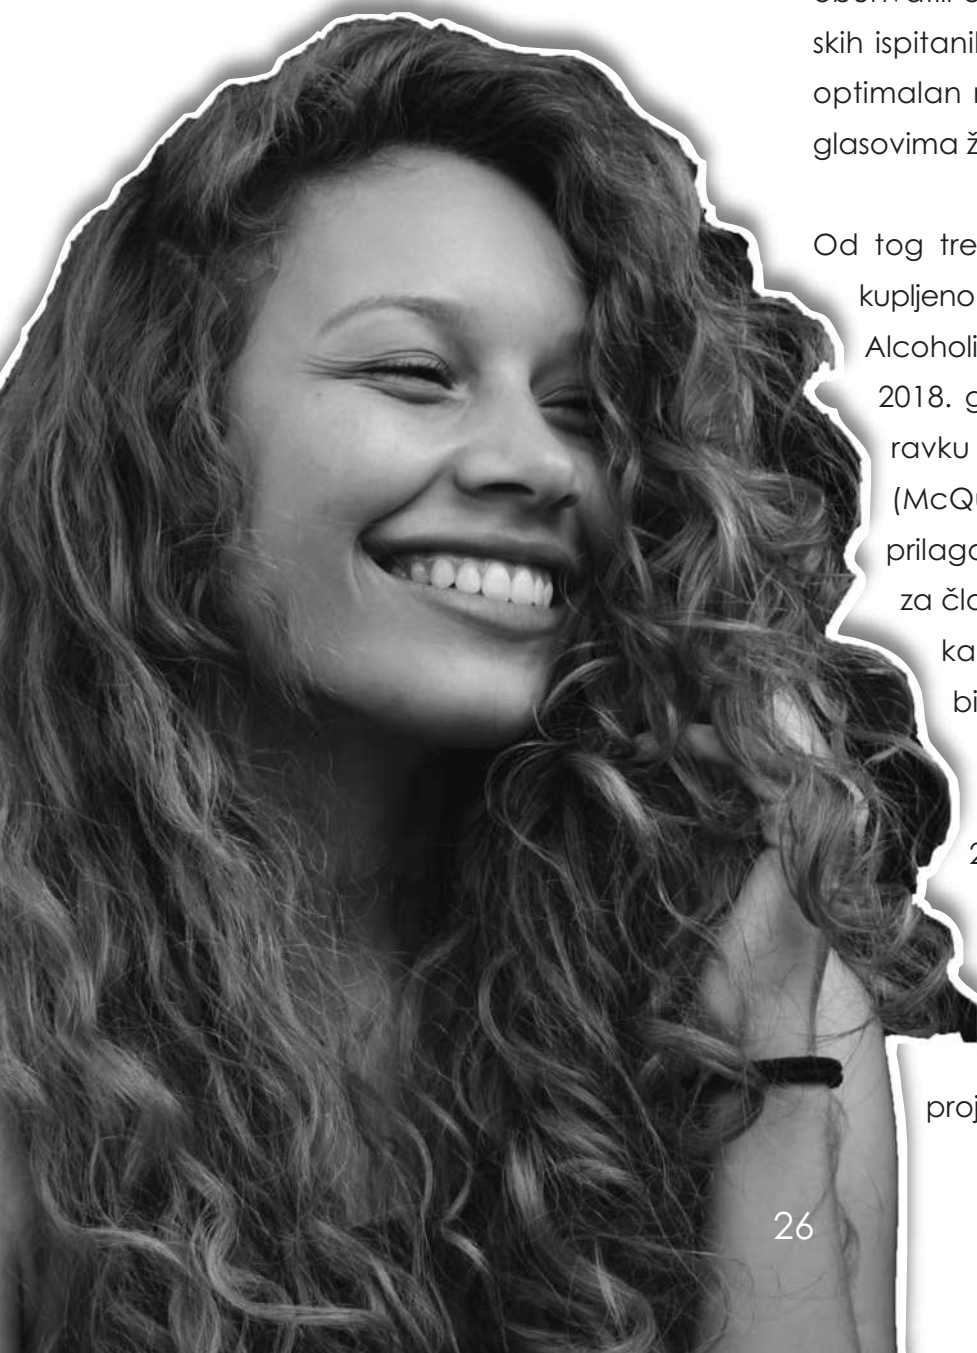 skih ispitani
optimalan
glasovima ž
Od tog tre
kupljeno
Alcoholi
2018. g
ravku
(McQ
prilaga
za čla
ka
bi
2
proj
26